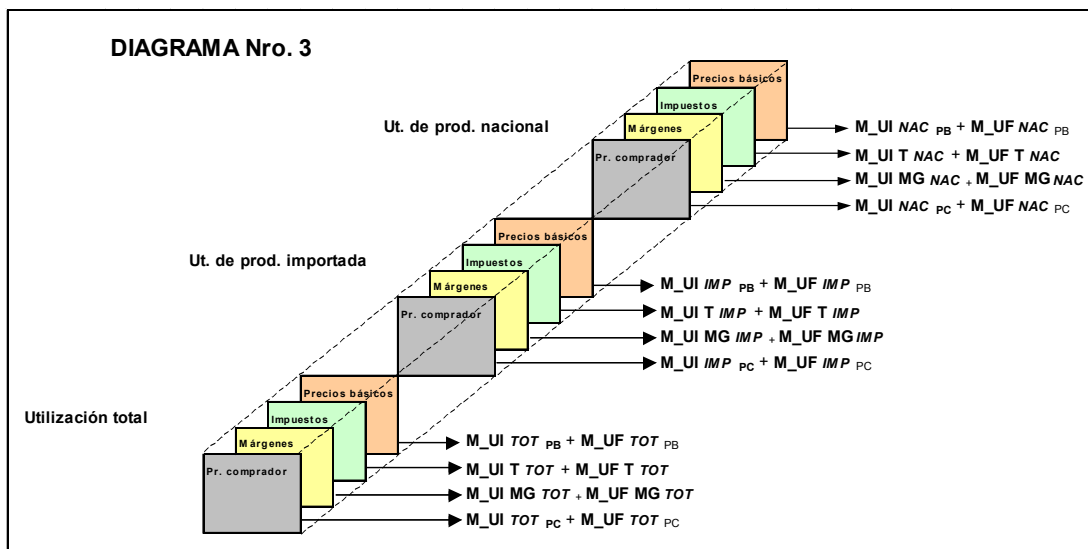 DIAGRAMA Nro. 3
Precios básicos
Impuestos
Ut. de prod. nacional
Márgenes
Pr. comprador
M_UI NAC PB + M_UF NAC PB
M_UI T NAC + M_UF T NAC
M_UI MG NAC + M_UF MG NAC
M_UI NAC PC + M_UF NAC PC
Precios básicos
Ut. de prod. importada
Impuestos
Márgenes
Pr. comprador
M_UI IMP PB + M_UF IMP PB
M_UI T IMP + M_UF T IMP
M_UI MG IMP + M_UF MG IMP
M_UI IMP PC + M_UF IMP PC
Precios básicos
Utilización total
Impuestos
Márgenes
Pr. comprador
M_UI TOT PB + M_UF TOT PB
M_UI T TOT + M_UF T TOT
M_UI MG TOT + M_UF MG TOT
M_UI TOT PC + M_UF TOT PC